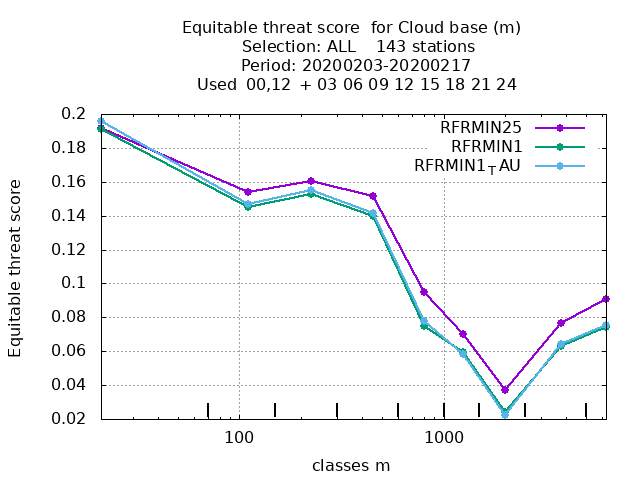 Equitable threat score  for Cloud base (m)
Selection: ALL    143 stations
Period: 20200203-20200217
Used  00,12  + 03 06 09 12 15 18 21 24
RFRMIN25
RFRMIN1
RFRMIN1TAU
0.2
0.18
0.16
0.14
0.12
0.1
0.08
0.06
0.04
0.02
Equitable threat score
100
1000
classes m